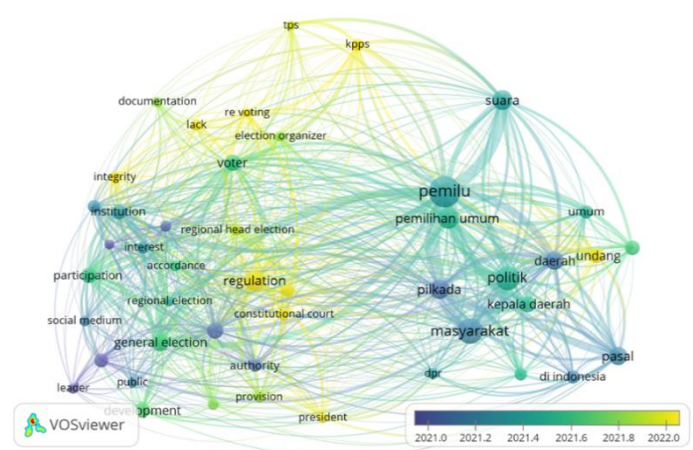 tps
kpps
documentation
suara
re voting
lack
election organizer
voter
integrity
pemilu
institution
pemilihan umum
umum
regional head election
interest
accordance
daerah
undang
participation
regulation
politik
pilkada
regional election
kepala daerah
social medium
constitutional court
masyarakat
general election
pasal
authority
dpr
di indonesia
leader
public
provision
development
president
VOSviewer
2021.0 2021.2 2021.4 2021.6 2021.8 2022.0